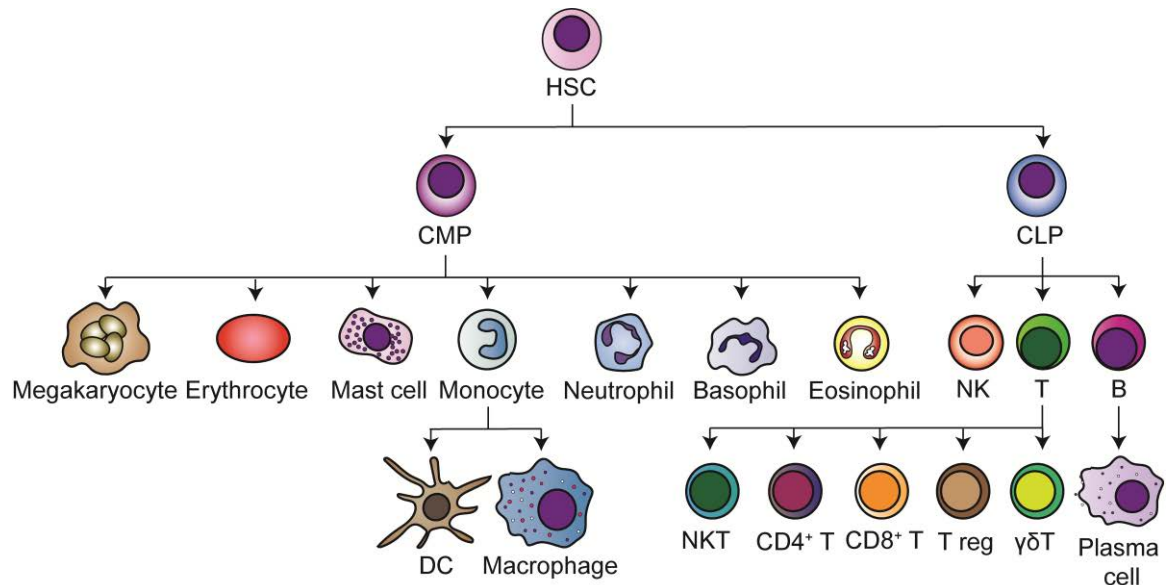 HSC
CMP CLP
Megakaryocyte Erythrocyte Mast cell Monocyte Neutrophil Basophil Eosinophil NK T B
NKT CD4⁺ T CD8⁺ T T reg γδT Plasma
DC Macrophage cell